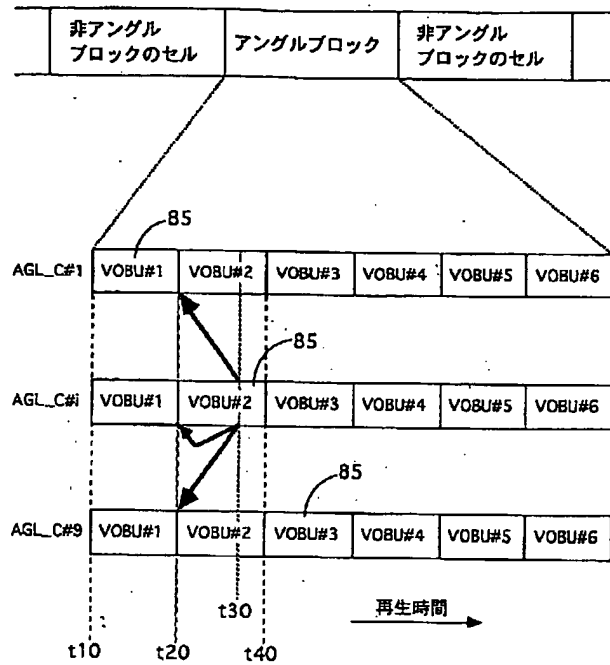 非アングル
ブロックのセル
アングルブロック
非アングル
ブロックのセル
85
AGL_C#1 VOBU#1 VOBU#2 VOBU#3 VOBU#4 VOBU#5 VOBU#6
85
AGL_C#i VOBU#1 VOBU#2 VOBU#3 VOBU#4 VOBU#5 VOBU#6
85
AGL_C#9 VOBU#1 VOBU#2 VOBU#3 VOBU#4 VOBU#5 VOBU#6
t30 再生時間
t10 t20 t40